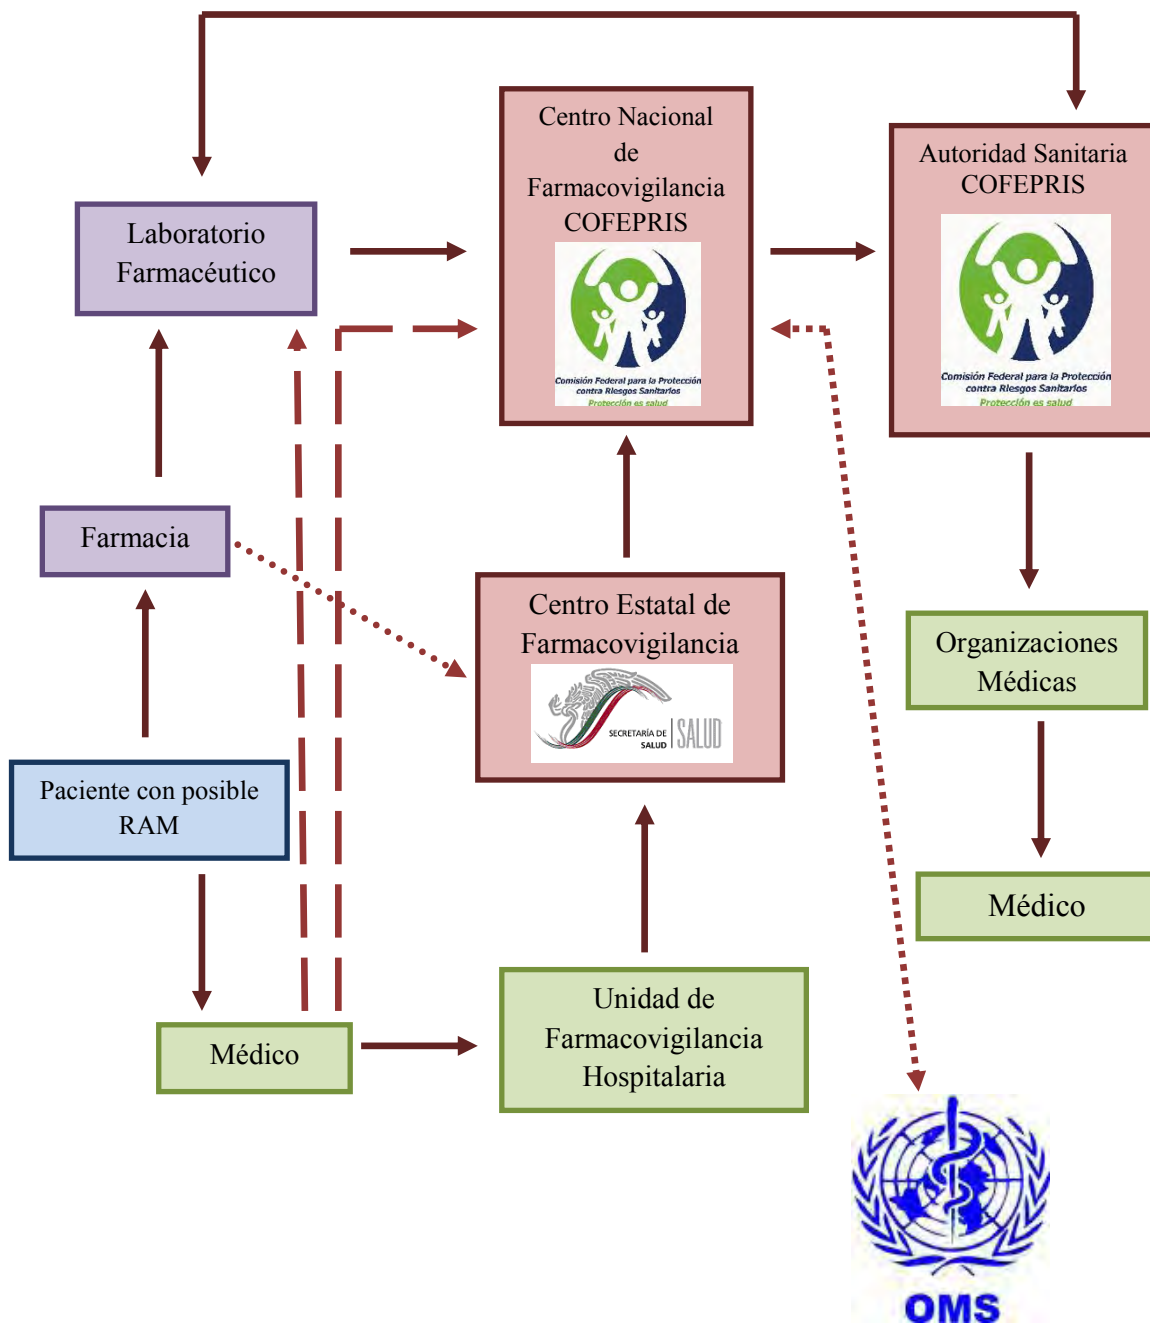 Centro Nacional
de
Farmacovigilancia
COFEPRIS
Comisión Federal para la Protección
contra Riesgos Sanitarios
Protección es salud
Autoridad Sanitaria
COFEPRIS
Comisión Federal para la Protección
contra Riesgos Sanitarios
Protección es salud
Laboratorio
Farmacéutico
Farmacia
Centro Estatal de
Farmacovigilancia
SECRETARÍA DE
SALUD
SALUD
Organizaciones
Médicas
Paciente con posible
RAM
Médico
Médico
Unidad de
Farmacovigilancia
Hospitalaria
OMS